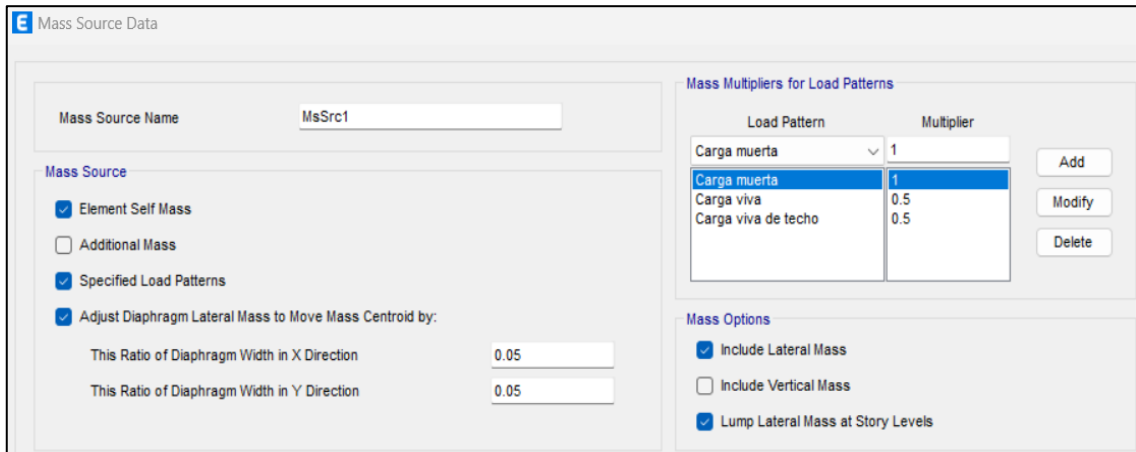 E Mass Source Data
Mass Source Name MsSrc1
Mass Source
Element Self Mass
Additional Mass
Specified Load Patterns
Adjust Diaphragm Lateral Mass to Move Mass Centroid by:
This Ratio of Diaphragm Width in X Direction 0.05
This Ratio of Diaphragm Width in Y Direction 0.05
Mass Multipliers for Load Patterns
Load Pattern Multiplier
Carga muerta 1
Carga muerta 1
Carga viva 0.5
Carga viva de techo 0.5
Add
Modify
Delete
Mass Options
Include Lateral Mass
Include Vertical Mass
Lump Lateral Mass at Story Levels